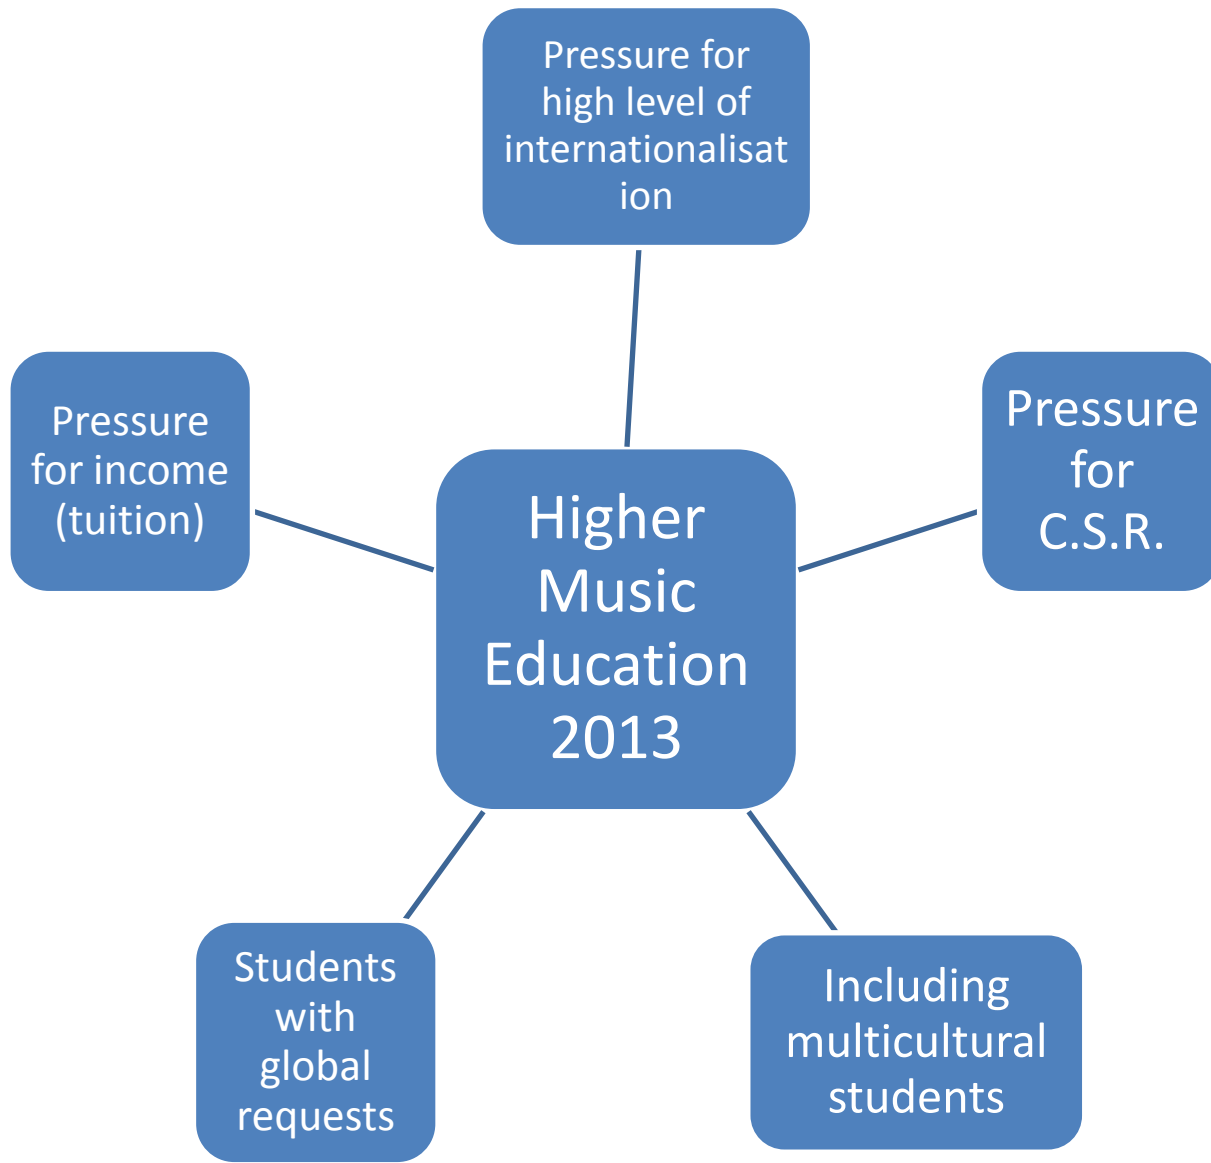 Pressure for
high level of
internationalisat
ion
Pressure
for income
(tuition)
Pressure
for
C.S.R.
Higher
Music
Education
2013
Students
with
global
requests
Including
multicultural
students